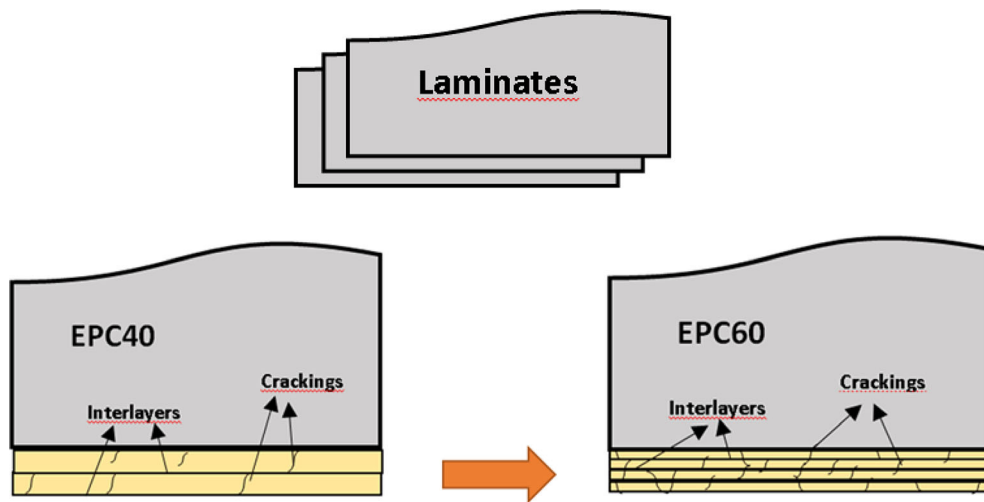 Laminates
EPC40
Crackings
Interlayers
EPC60
Crackings
Interlayers